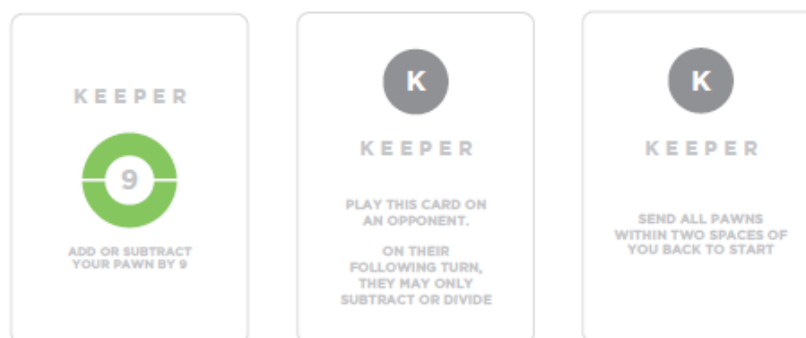 KEEPER
9
ADD OR SUBTRACT
YOUR PAWN BY 9
K
KEEPER
PLAY THIS CARD ON
AN OPPONENT.
ON THEIR
FOLLOWING TURN,
THEY MAY ONLY
SUBTRACT OR DIVIDE
K
KEEPER
SEND ALL PAWNS
WITHIN TWO SPACES OF
YOU BACK TO START